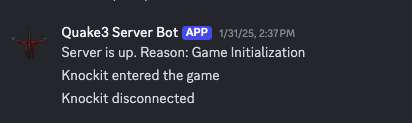 Quake3 Server Bot APP 1/31/25, 2:37 PM
Server is up. Reason: Game Initialization
Knockit entered the game
Knockit disconnected